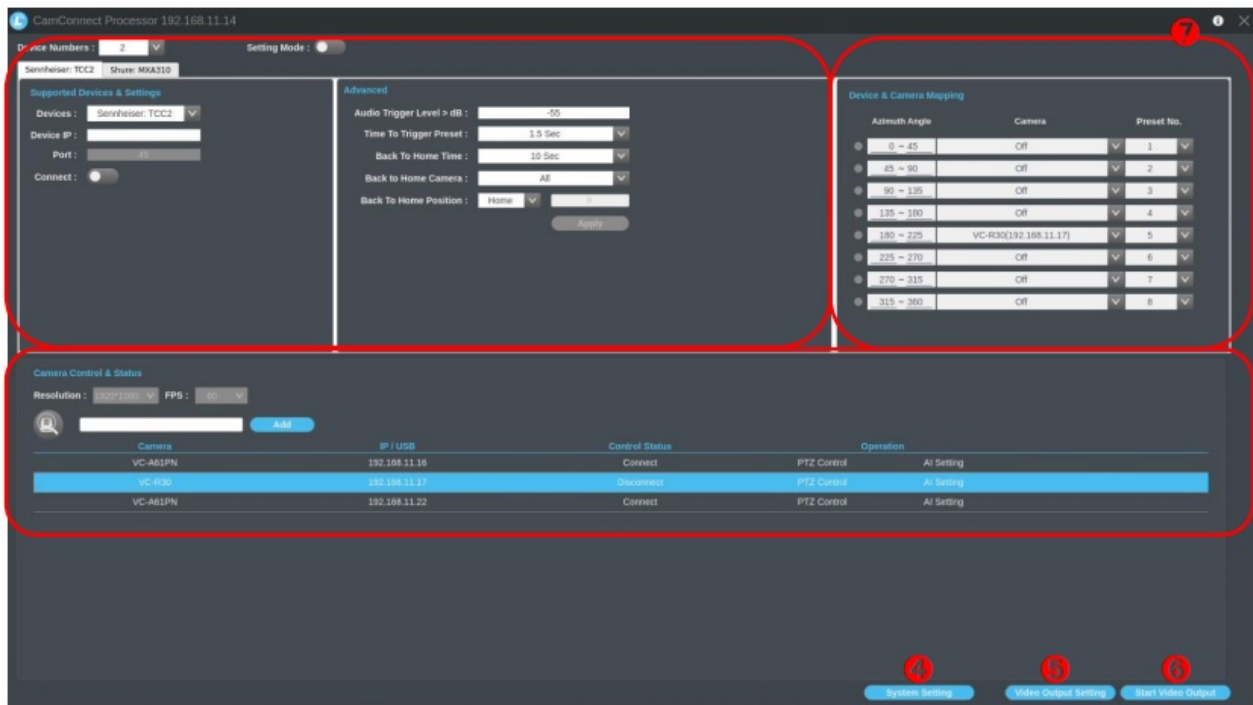 CamConnect Processor 192.168.11.14
7
Device Numbers : 2 Setting Mode :
Sennheiser: TCC2 Shure: MXA310
Supported Devices & Settings
Devices : Sennheiser: TCC2
Device IP :
Port : 45
Connect :
Advanced
Audio Trigger Level > dB : -55
Time To Trigger Preset : 1.5 Sec
Back To Home Time : 10 Sec
Back to Home Camera : All
Back To Home Position : Home 0
Apply
Device & Camera Mapping
Azimuth Angle Camera Preset No.
0 ~ 45 Off 1
45 ~ 90 Off 2
90 ~ 135 Off 3
135 ~ 180 Off 4
180 ~ 225 VC-R30(192.168.11.17) 5
225 ~ 270 Off 6
270 ~ 315 Off 7
315 ~ 360 Off 8
Camera Control & Status
Resolution : 1920*1080 FPS : 60
Add
Camera IP / USB Control Status Operation
VC-A61PN 192.168.11.16 Connect PTZ Control AI Setting
VC-R30 192.168.11.17 Disconnect PTZ Control AI Setting
VC-A61PN 192.168.11.22 Connect PTZ Control AI Setting
4 5 6
System Setting Video Output Setting Start Video Output